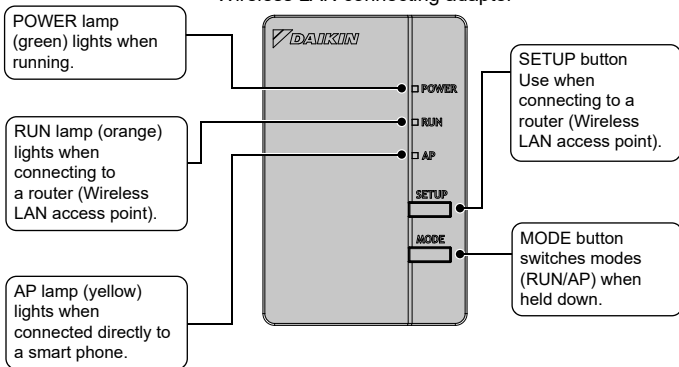 Wireless LAN connecting adapter
POWER lamp
(green) lights when
running.
RUN lamp (orange)
lights when
connecting to
a router (Wireless
LAN access point).
AP lamp (yellow)
lights when
connected directly to
a smart phone.
DAIKIN
POWER
RUN
AP
SETUP
MODE
SETUP button
Use when
connecting to a
router (Wireless
LAN access point).
MODE button
switches modes
(RUN/AP) when
held down.